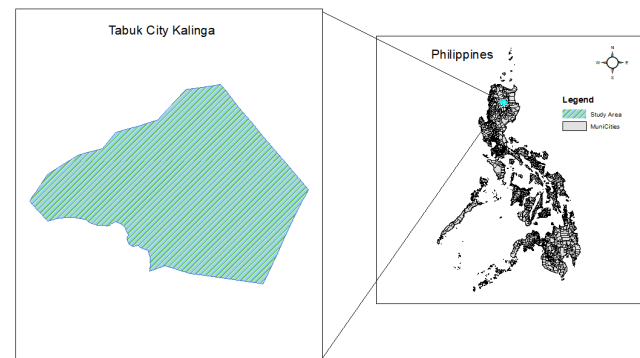 Tabuk City Kalinga
Philippines
N
W
E
S
Legend
Study Area
MuniCities